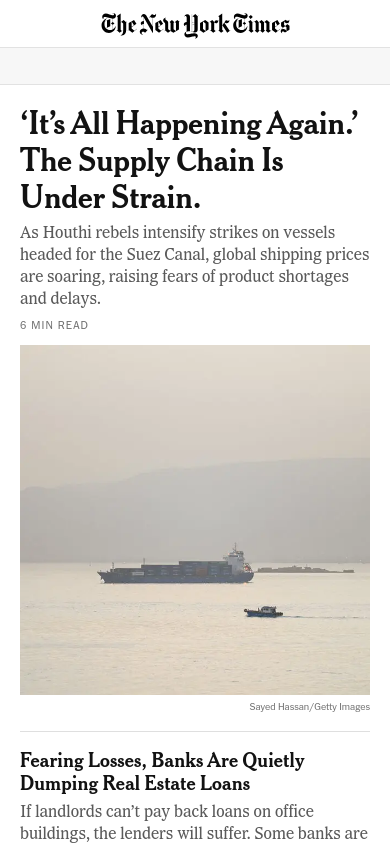 The New York Times
‘It’s All Happening Again.’
The Supply Chain Is
Under Strain.
As Houthi rebels intensify strikes on vessels
headed for the Suez Canal, global shipping prices
are soaring, raising fears of product shortages
and delays.
6 MIN READ
Sayed Hassan/Getty Images
Fearing Losses, Banks Are Quietly
Dumping Real Estate Loans
If landlords can’t pay back loans on office
buildings, the lenders will suffer. Some banks are